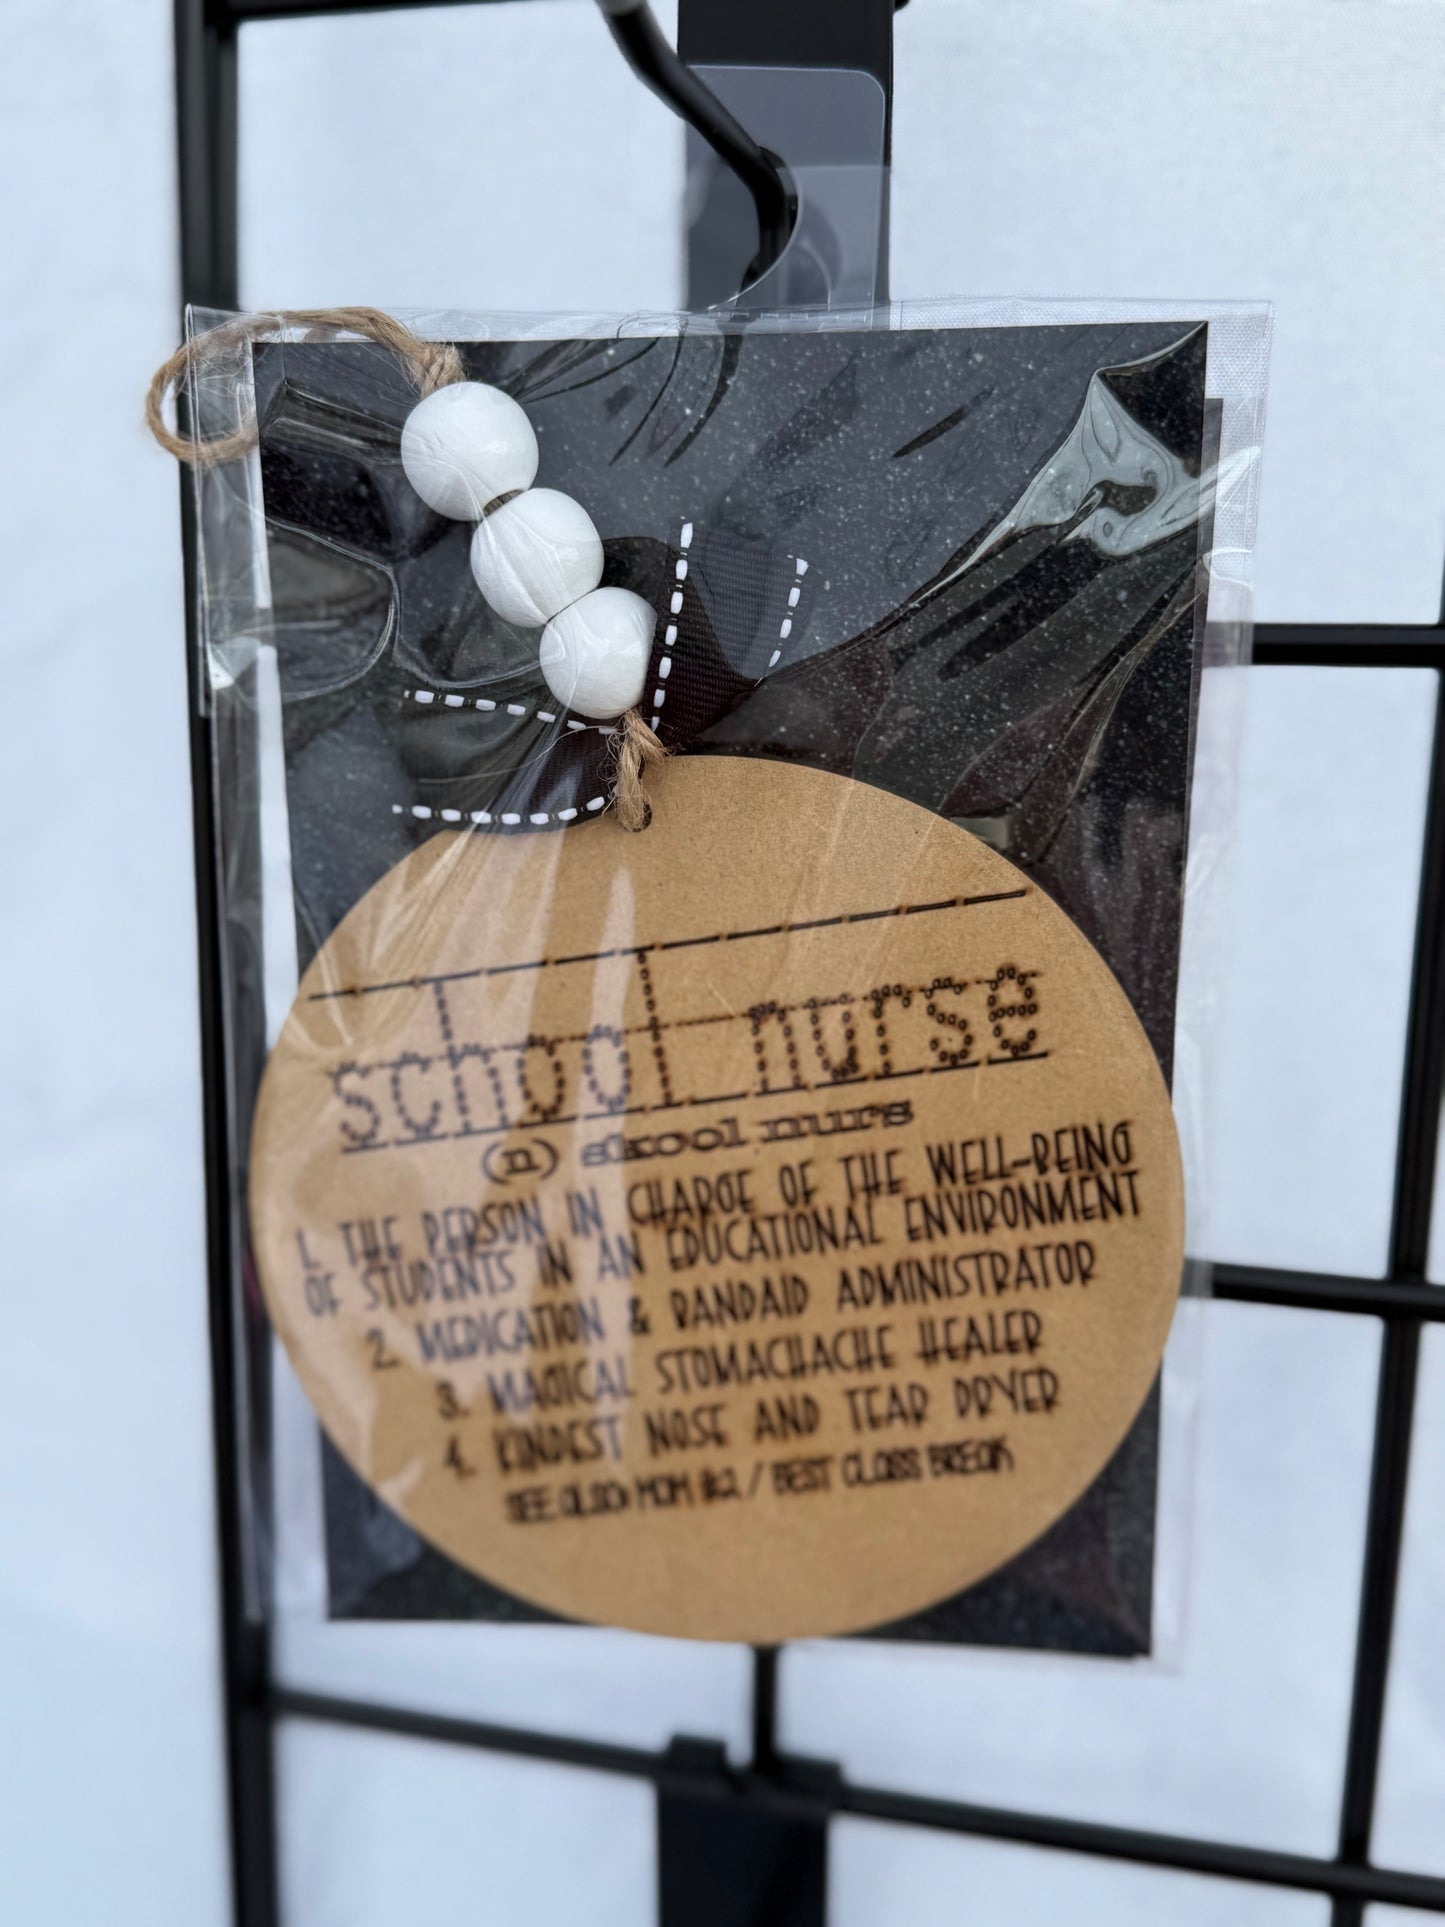 school nurse
(n) skool nurs
1. THE PERSON IN CHARGE OF THE WELL-BEING
OF STUDENTS IN AN EDUCATIONAL ENVIRONMENT
2. MEDICATION & BANDAID ADMINISTRATOR
3. MAGICAL STOMACHACHE HEALER
4. KINDEST NOSE AND TEAR DRYER
SEE ALSO: MOM #2 / BEST CLASS BREAK